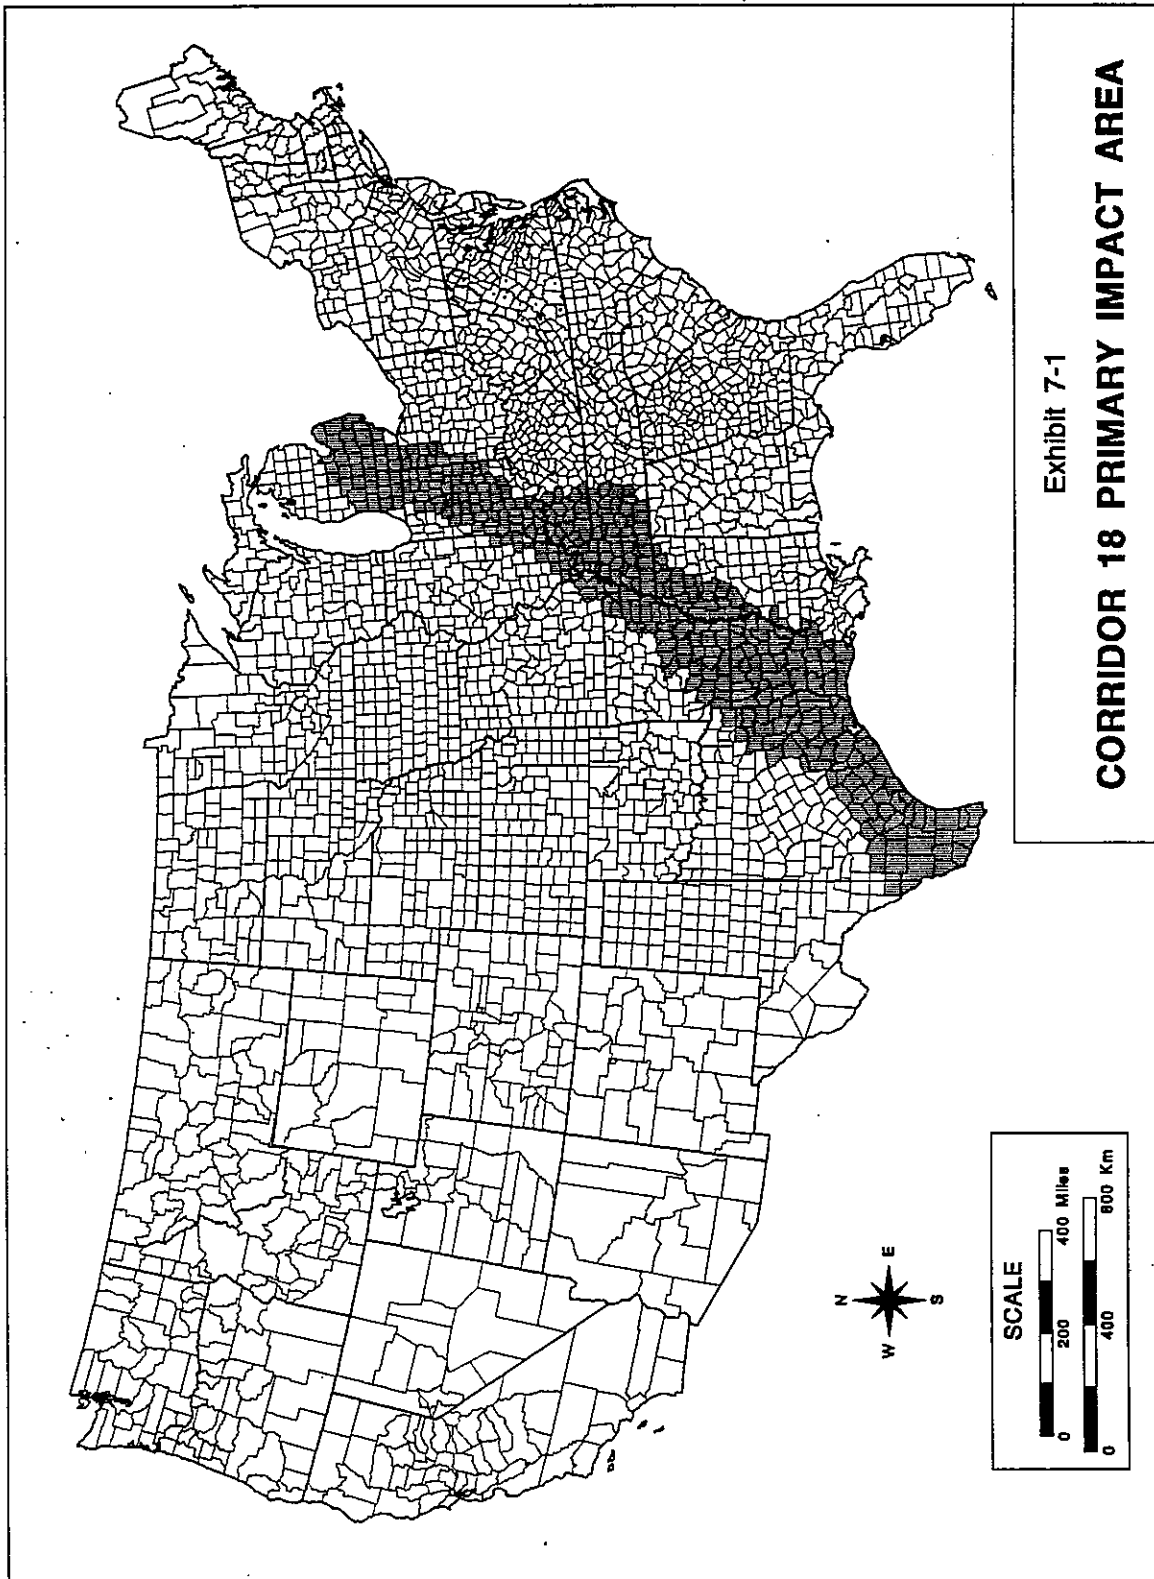 Exhibit 7-1
CORRIDOR 18 PRIMARY IMPACT AREA
N
W E
S
SCALE
0 200 400 Miles
0 400 800 Km